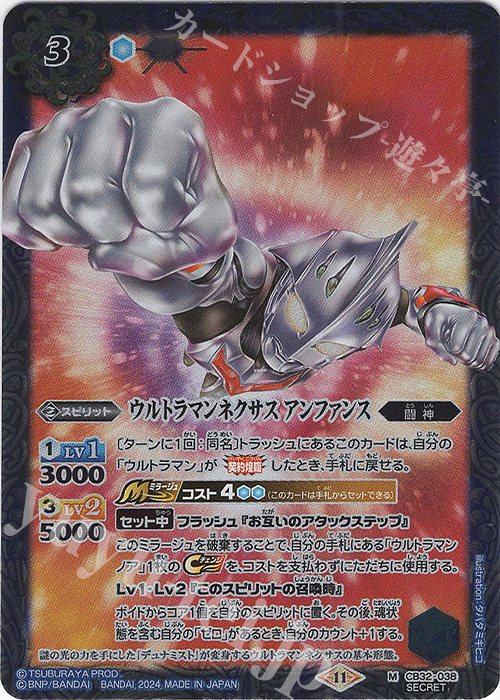 3
カードショップ-遊々亭-
ウルトラマンネクサス アンファンス
スピリット
闘神
とう しん
1 LV1
3000
3 LV2
5000
[ターンに1回:同名]トラッシュにあるこのカードは、自分の
「ウルトラマン」が 契約煌臨 したとき、手札に戻せる。
ミラージュ コスト4 (このカードは手札からセットできる)
セット中 フラッシュ『お互いのアタックステップ』
このミラージュを破棄することで、自分の手札にある「ウルトラマン
ノア」1枚の チェンジ を、コストを支払わずにただちに使用する。
Lv1・Lv2『このスピリットの召喚時』
ボイドからコア1個を自分のスピリットに置く。その後、魂状
態を含む自分の「ゼロ」があるとき、自分のカウント+1する。
謎の光の力を手にした「デュナミスト」が変身するウルトラマンネクサスの基本形態。
illustration:タバタミキヒコ
©TSUBURAYA PROD.
©BNP/BANDAI BANDAI 2024 MADE IN JAPAN
11
M CB32-038
SECRET